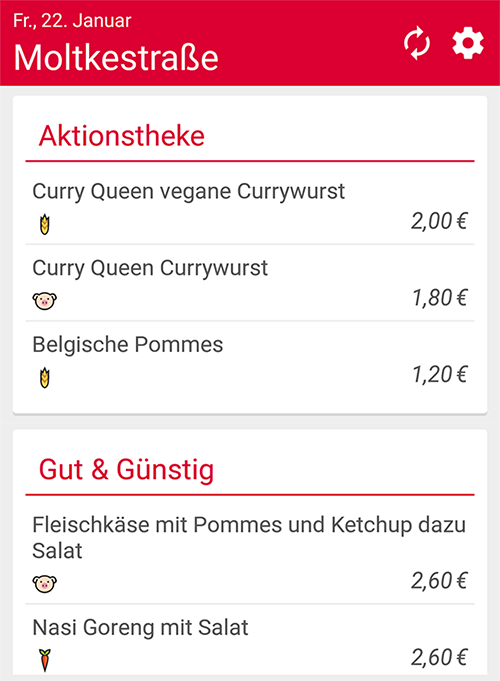 Fr., 22. Januar
Moltkestraße
Aktionstheke
Curry Queen vegane Currywurst
2,00 €
Curry Queen Currywurst
1,80 €
Belgische Pommes
1,20 €
Gut & Günstig
Fleischkäse mit Pommes und Ketchup dazu
Salat
2,60 €
Nasi Goreng mit Salat
2,60 €